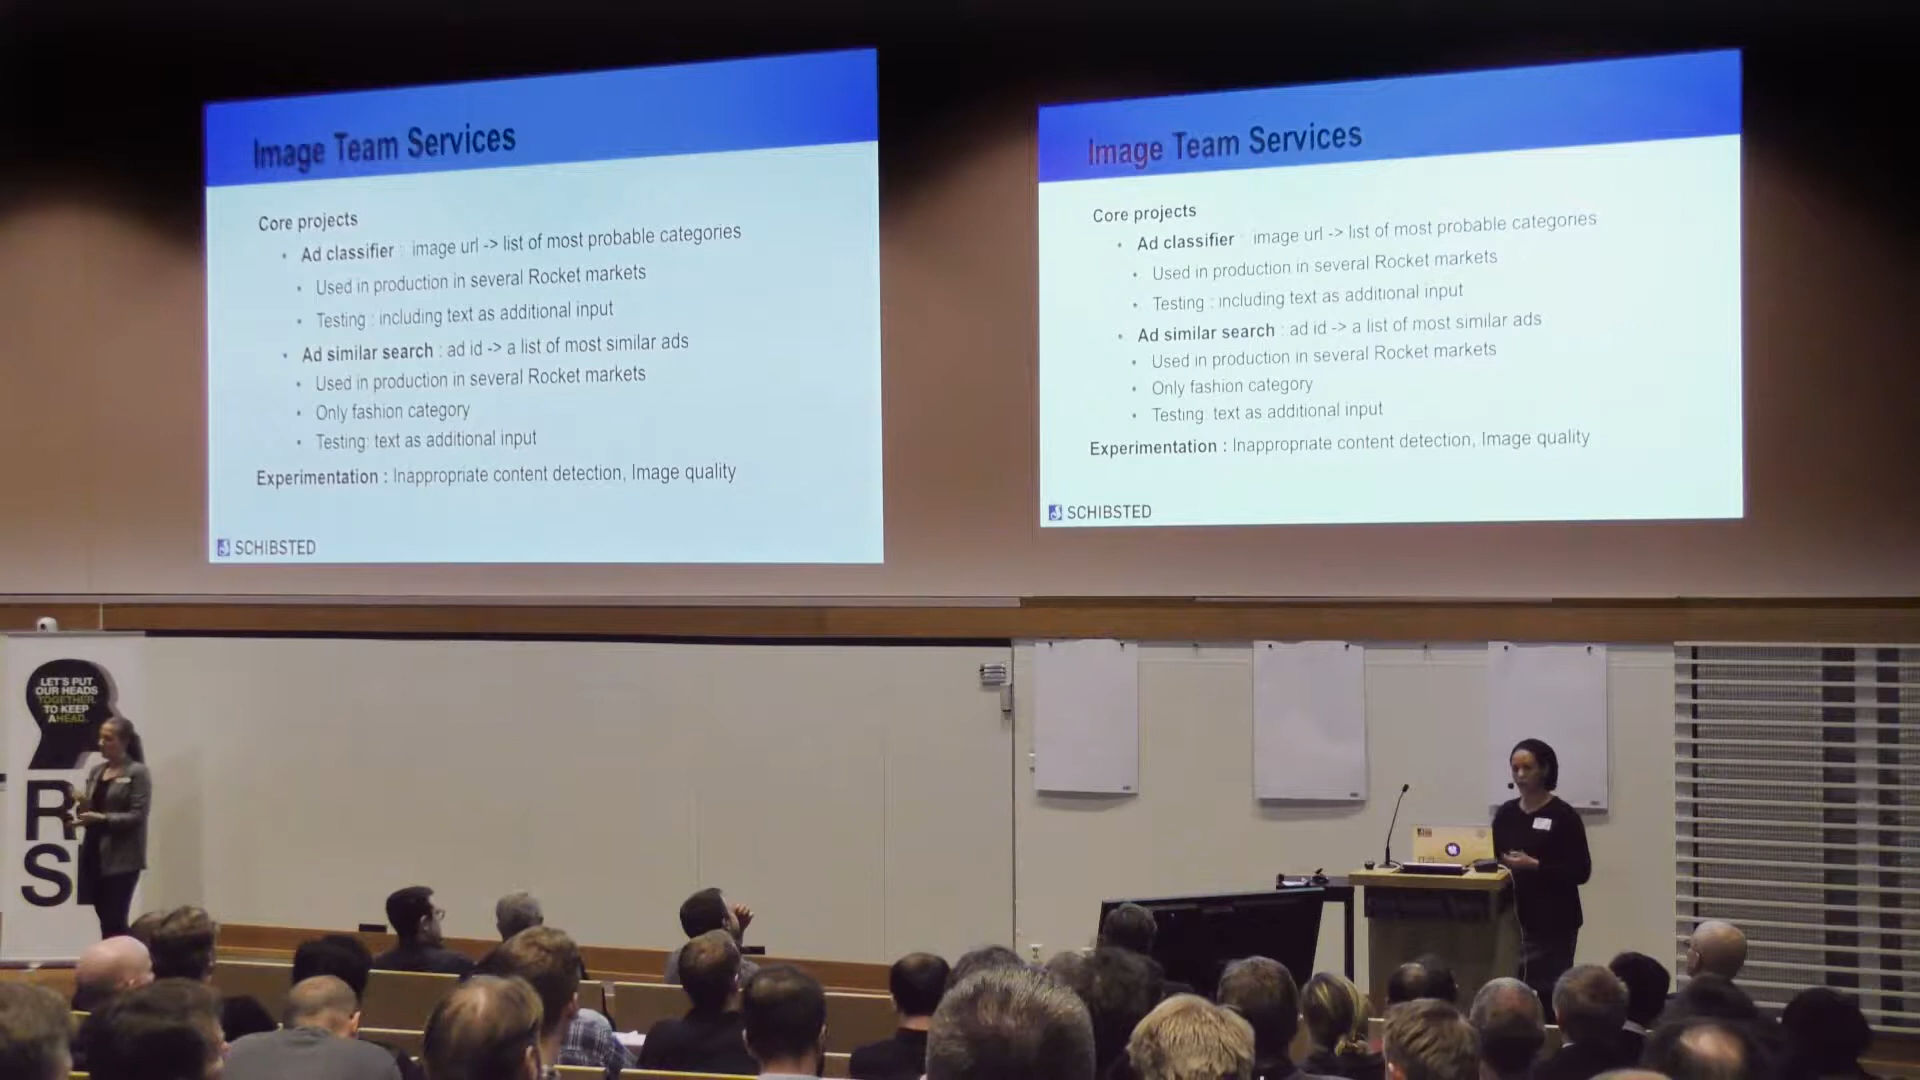 Image Team Services
Core projects
• Ad classifier : image url -> list of most probable categories
• Used in production in several Rocket markets
• Testing : including text as additional input
• Ad similar search : ad id -> a list of most similar ads
• Used in production in several Rocket markets
• Only fashion category
• Testing: text as additional input
Experimentation : Inappropriate content detection, Image quality
SCHIBSTED
Image Team Services
Core projects
• Ad classifier : image url -> list of most probable categories
• Used in production in several Rocket markets
• Testing : including text as additional input
• Ad similar search : ad id -> a list of most similar ads
• Used in production in several Rocket markets
• Only fashion category
• Testing: text as additional input
Experimentation : Inappropriate content detection, Image quality
SCHIBSTED
LET'S PUT
OUR HEADS
TOGETHER.
TO KEEP
AHEAD.